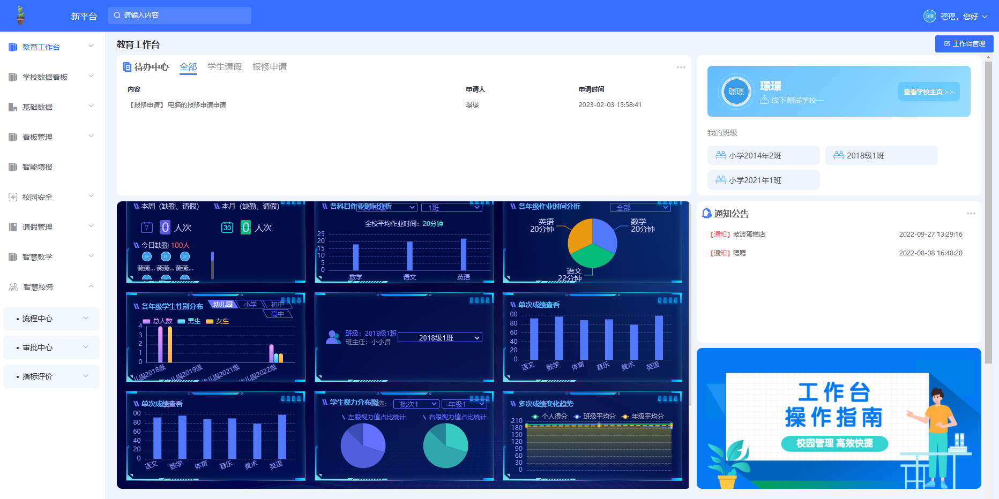 新平台
请输入内容
璟璟，您好
教育工作台
学校数据看板
基础数据
看板管理
智能填报
校园安全
请假管理
智慧教学
智慧校务
• 流程中心
• 审批中心
• 指标评价
教育工作台
工作台管理
待办中心 全部 学生请假 报修申请
内容 申请人 申请时间
【报修申请】电脑的报修申请申请 璟璟 2023-02-03 15:58:41
璟璟
璟璟
线下测试学校一
查看学校主页 >>
我的班级
小学2014年2班
2018级1班
小学2021年1班
本周（缺勤、请假）
本月（缺勤、请假）
7 0 人次
30 0 人次
今日缺勤 100人
薇薇... 薇薇... 薇薇...
各科目作业时间分析
1班
全校平均作业时间：20分钟
25
20
15
10
5
0
数学 语文 英语
各年级作业时间分析
全部
英语
20分钟
数学
20分钟
语文
22分钟
各年级学生性别分布
幼儿园 小学 初中
高中
总人数 男生 女生
4
3
2
1
0
儿园2018级 幼儿园2019级 幼儿园2021级 幼儿园2022级
班级：2018级1班
班主任：小小贤
2018级1班
单次成绩查看
00
80
60
40
20
0
语文 数学 体育 音乐 美术 英语
单次成绩查看
00
80
60
40
20
0
语文 数学 体育 音乐 美术 英语
学生视力分布图
选：
批次1
年级1
左眼视力值占比统计
右眼视力值占比统计
多次成绩变化趋势
个人得分 班级平均分 年级平均分
210
180
150
120
90
60
30
0
通知公告
【通知】波波蛋糕店 2022-09-27 13:29:16
【通知】嗯嗯 2022-08-08 16:48:20
工作台
操作指南
校园管理 高效快捷